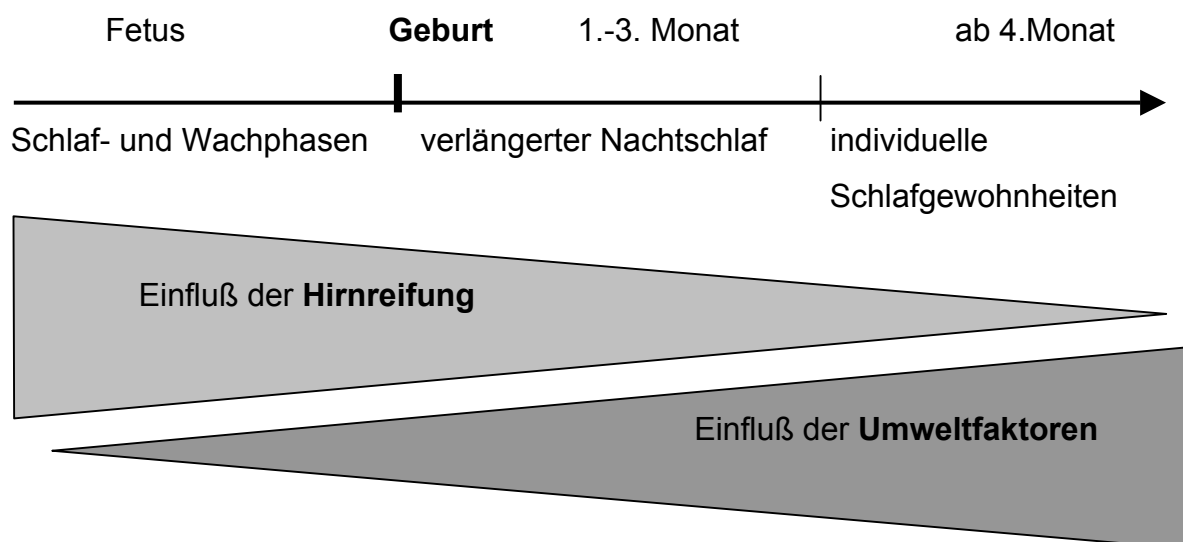 Fetus Geburt 1.-3. Monat ab 4.Monat
Schlaf- und Wachphasen verlängerter Nachtschlaf individuelle
Schlafgewohnheiten
Einfluß der Hirnreifung
Einfluß der Umweltfaktoren